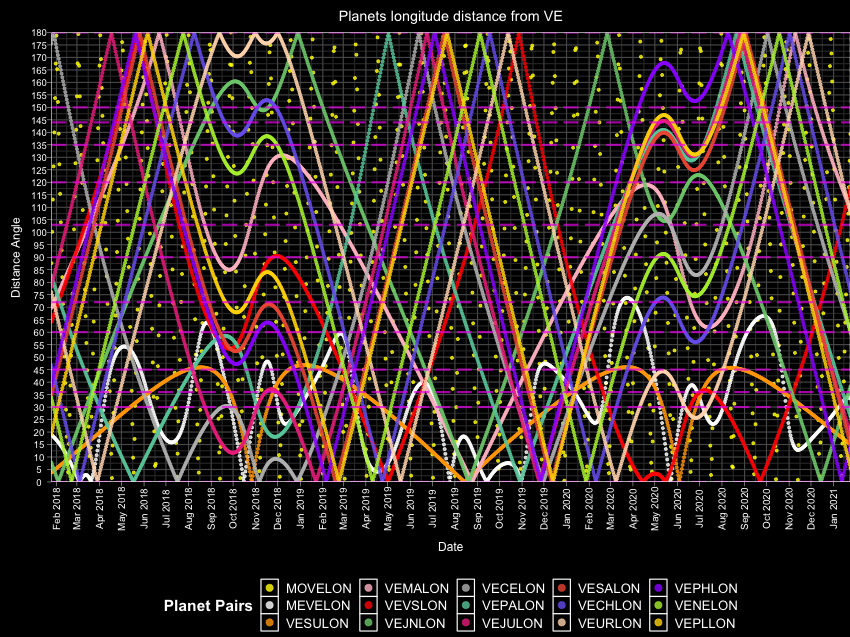 Planets longitude distance from VE
Distance Angle
180
175
170
165
160
155
150
145
140
135
130
125
120
115
110
105
100
95
90
85
80
75
70
65
60
55
50
45
40
35
30
25
20
15
10
5
0
Feb 2018
Mar 2018
Apr 2018
May 2018
Jun 2018
Jul 2018
Aug 2018
Sep 2018
Oct 2018
Nov 2018
Dec 2018
Jan 2019
Feb 2019
Mar 2019
Apr 2019
May 2019
Jun 2019
Jul 2019
Aug 2019
Sep 2019
Oct 2019
Nov 2019
Dec 2019
Jan 2020
Feb 2020
Mar 2020
Apr 2020
May 2020
Jun 2020
Jul 2020
Aug 2020
Sep 2020
Oct 2020
Nov 2020
Dec 2020
Jan 2021
Date
Planet Pairs
MOVELON VEMALON VECELON VESALON VEPHLON
MEVELON VEVSLON VEPALON VECHLON VENELON
VESULON VEJNLON VEJULON VEURLON VEPLLON